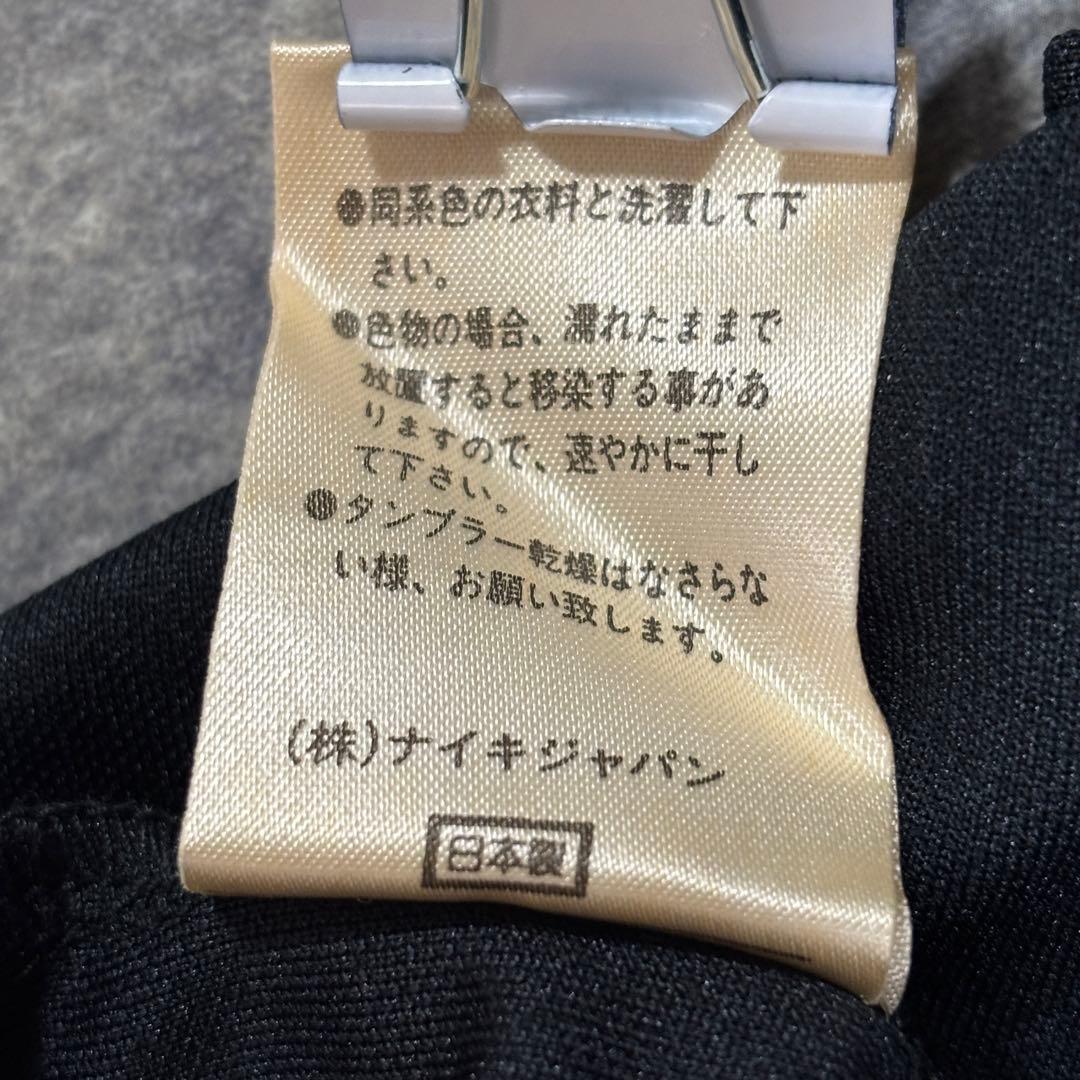 ●同系色の衣料と洗濯して下
さい。
●色物の場合、濡れたままで
放置すると移染する事があ
りますので、速やかに干し
て下さい。
●タンブラー乾燥はなさらな
い様、お願い致します。
(株)ナイキジャパン
日本製